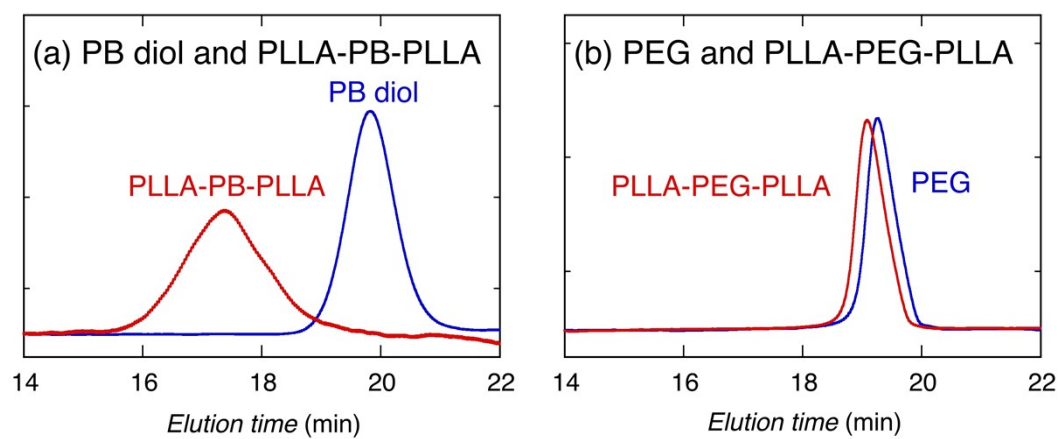 (a) PB diol and PLLA-PB-PLLA
PB diol
PLLA-PB-PLLA
14 16 18 20 22
Elution time (min)
(b) PEG and PLLA-PEG-PLLA
PLLA-PEG-PLLA
PEG
14 16 18 20 22
Elution time (min)